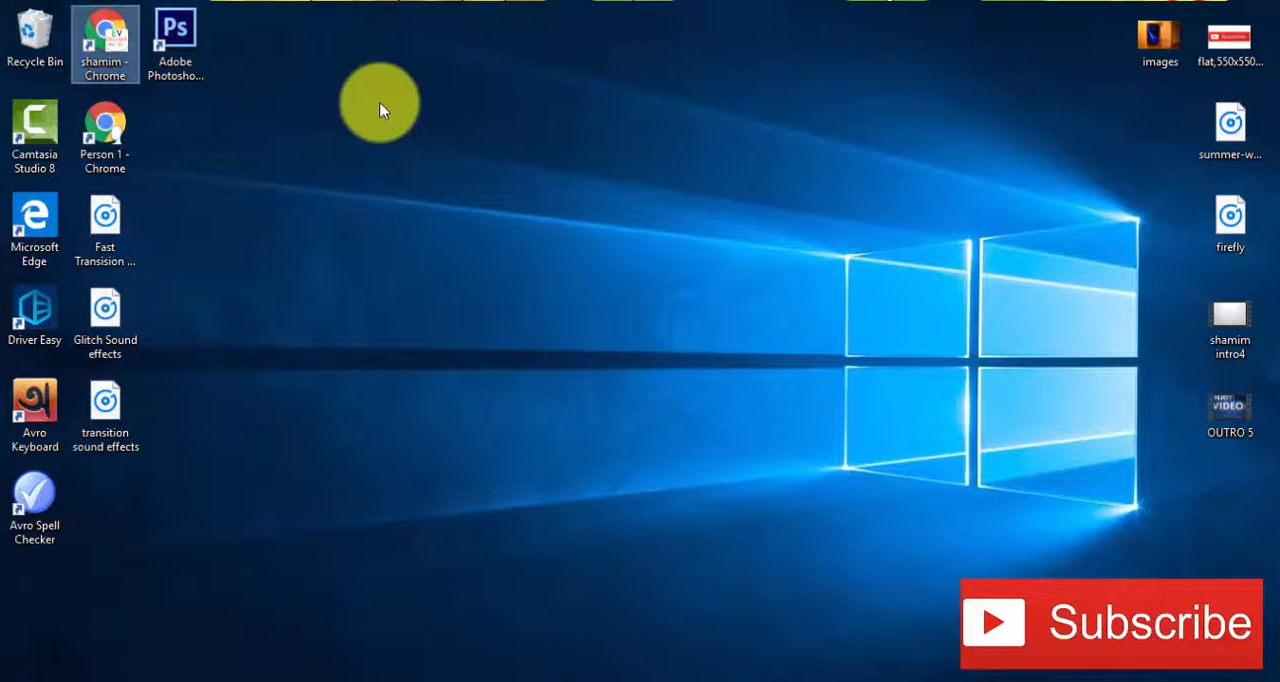 Recycle Bin
shamim -
Chrome
Ps
Adobe
Photosho...
Camtasia
Studio 8
Person 1 -
Chrome
Microsoft
Edge
Fast
Transision ...
Driver Easy
Glitch Sound
effects
অ
Avro
Keyboard
transition
sound effects
Avro Spell
Checker
images
flat,550x550...
summer-w...
firefly
shamim
intro4
VIDEO
OUTRO 5
Subscribe